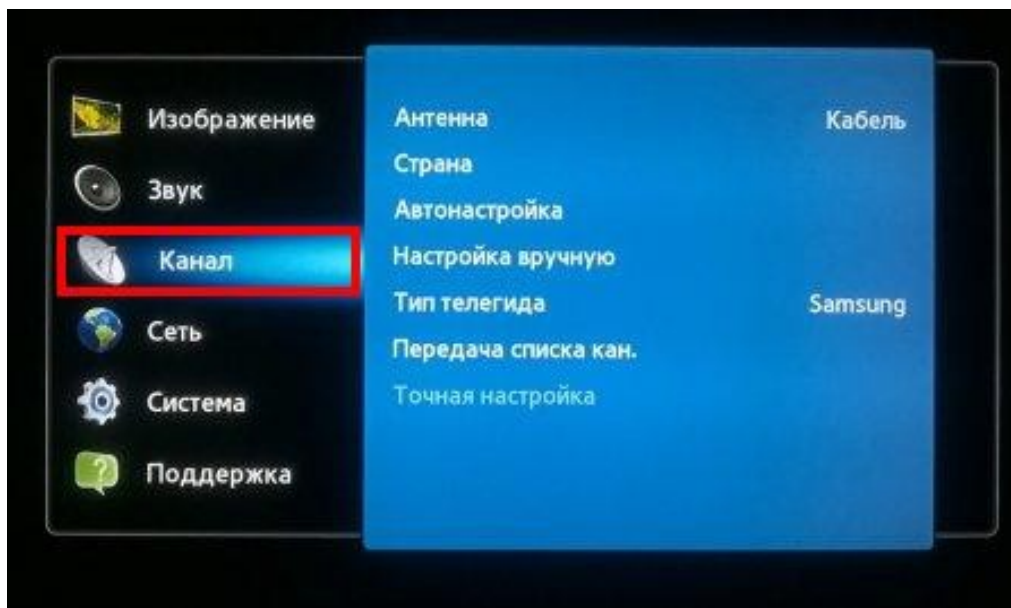 Изображение
Звук
Канал
Сеть
Система
Поддержка
Антенна Кабель
Страна
Автонастройка
Настройка вручную
Тип телегида Samsung
Передача списка кан.
Точная настройка